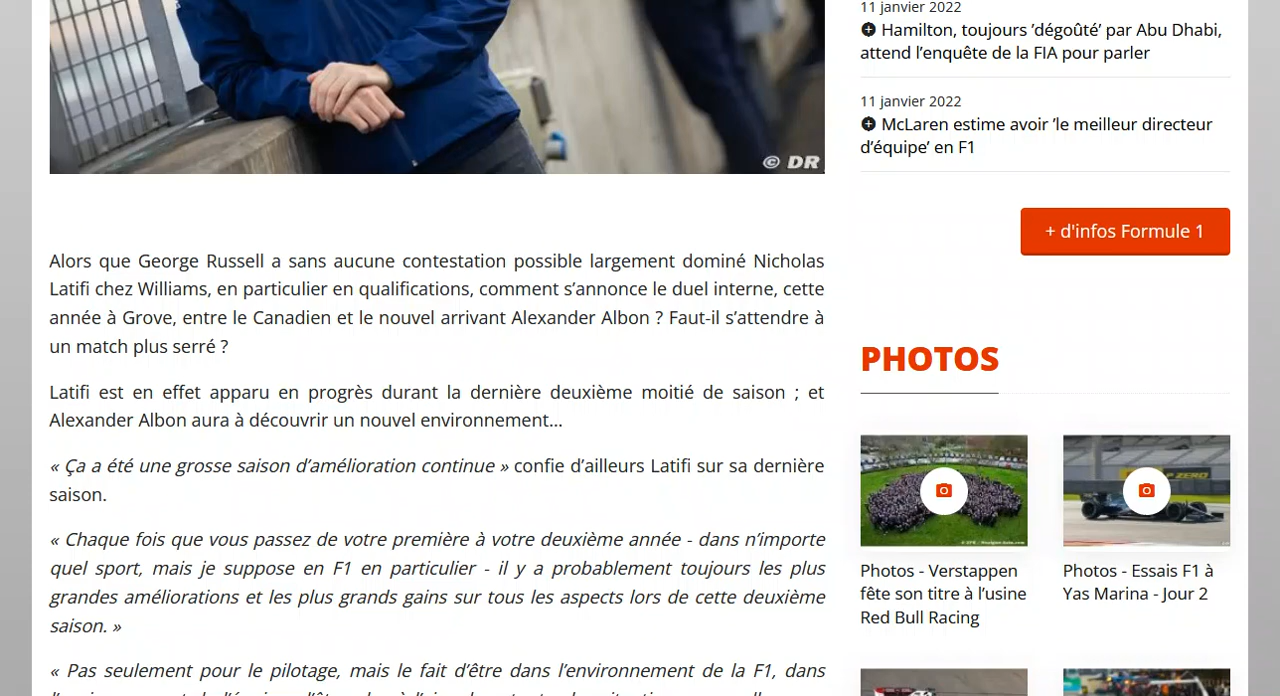 © DR
Alors que George Russell a sans aucune contestation possible largement dominé Nicholas
Latifi chez Williams, en particulier en qualifications, comment s’annonce le duel interne, cette
année à Grove, entre le Canadien et le nouvel arrivant Alexander Albon ? Faut-il s’attendre à
un match plus serré ?
Latifi est en effet apparu en progrès durant la dernière deuxième moitié de saison ; et
Alexander Albon aura à découvrir un nouvel environnement...
« Ça a été une grosse saison d’amélioration continue » confie d’ailleurs Latifi sur sa dernière
saison.
« Chaque fois que vous passez de votre première à votre deuxième année - dans n’importe
quel sport, mais je suppose en F1 en particulier - il y a probablement toujours les plus
grandes améliorations et les plus grands gains sur tous les aspects lors de cette deuxième
saison. »
« Pas seulement pour le pilotage, mais le fait d’être dans l’environnement de la F1, dans
11 janvier 2022
Hamilton, toujours ’dégoûté’ par Abu Dhabi,
attend l’enquête de la FIA pour parler
11 janvier 2022
McLaren estime avoir ’le meilleur directeur
d’équipe’ en F1
+ d'infos Formule 1
PHOTOS
P ZERO
Photos - Verstappen
fête son titre à l’usine
Red Bull Racing
Photos - Essais F1 à
Yas Marina - Jour 2